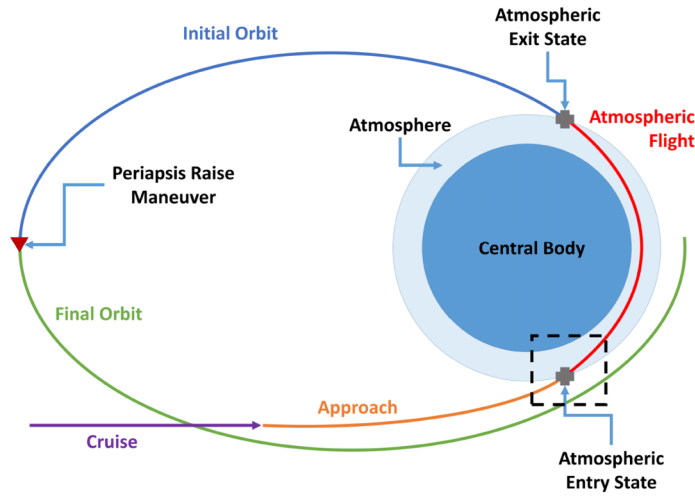 Initial Orbit
Atmospheric
Exit State
Atmosphere
Atmospheric
Flight
Periapsis Raise
Maneuver
Central Body
Final Orbit
Approach
Cruise
Atmospheric
Entry State